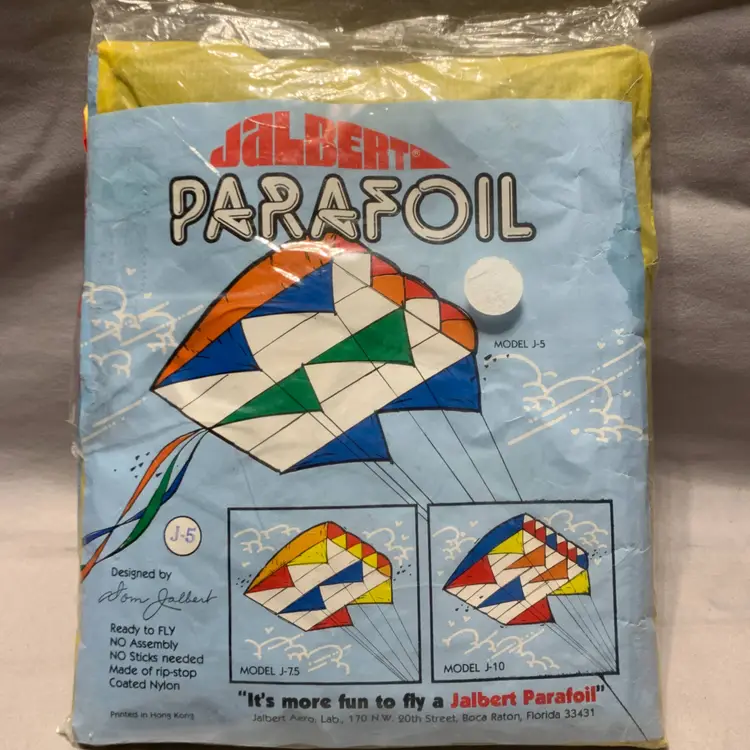 JALBERT®
PARAFOIL
MODEL J-5
J-5
Designed by
Dom Jalbert
Ready to FLY
NO Assembly
NO Sticks needed
Made of rip-stop
Coated Nylon
Printed in Hong Kong
MODEL J-7.5
MODEL J-10
"It's more fun to fly a Jalbert Parafoil"
Jalbert Aero. Lab., 170 N.W. 20th Street, Boca Raton, Florida 33431